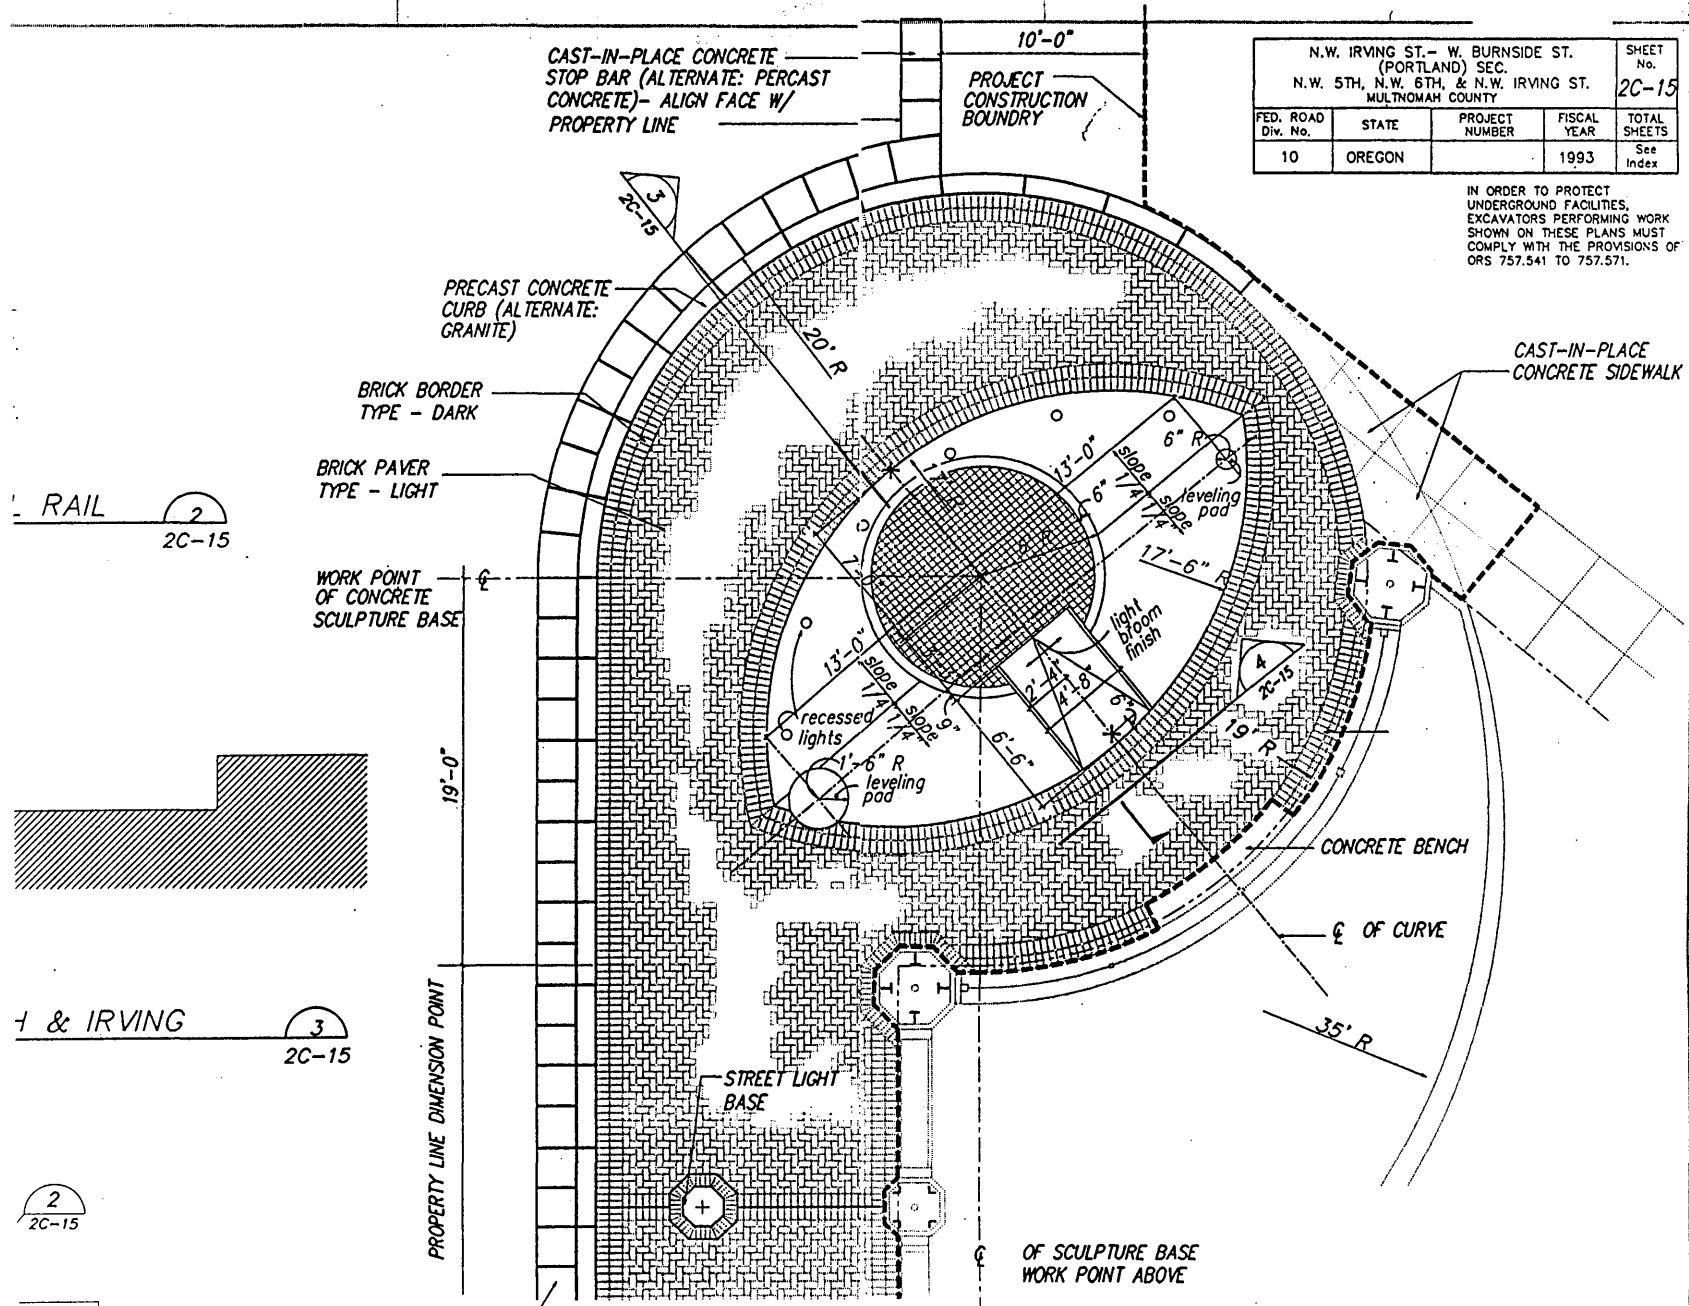 CAST-IN-PLACE CONCRETE
STOP BAR (ALTERNATE: PERCAST
CONCRETE)- ALIGN FACE W/
PROPERTY LINE
10'-0"
PROJECT
CONSTRUCTION
BOUNDRY
N.W. IRVING ST.- W. BURNSIDE ST.
(PORTLAND) SEC.
N.W. 5TH, N.W. 6TH, & N.W. IRVING ST.
MULTNOMAH COUNTY
SHEET
No.
2C-15
FED. ROAD
Div. No.
STATE
PROJECT
NUMBER
FISCAL
YEAR
TOTAL
SHEETS
10
OREGON
1993
See
Index
IN ORDER TO PROTECT
UNDERGROUND FACILITIES,
EXCAVATORS PERFORMING WORK
SHOWN ON THESE PLANS MUST
COMPLY WITH THE PROVISIONS OF
ORS 757.541 TO 757.571.
3
2C-15
PRECAST CONCRETE
CURB (ALTERNATE:
GRANITE)
20' R
CAST-IN-PLACE
CONCRETE SIDEWALK
BRICK BORDER
TYPE - DARK
BRICK PAVER
TYPE - LIGHT
RAIL
2
2C-15
13'-0"
6" R
slope
1/4
slope
1/4"
6"
leveling
pad
17'-6" R
WORK POINT
OF CONCRETE
SCULPTURE BASE
℄
light
broom
finish
13'-0"
slope
1/4
slope
1/4"
9"
2'-4"
4'-8"
6"
6'-6"
4
2C-15
19' R
recessed
lights
1'-6" R
leveling
pad
19'-0"
CONCRETE BENCH
℄ OF CURVE
35' R
& IRVING
3
2C-15
PROPERTY LINE DIMENSION POINT
STREET LIGHT
BASE
2
2C-15
℄ OF SCULPTURE BASE
WORK POINT ABOVE